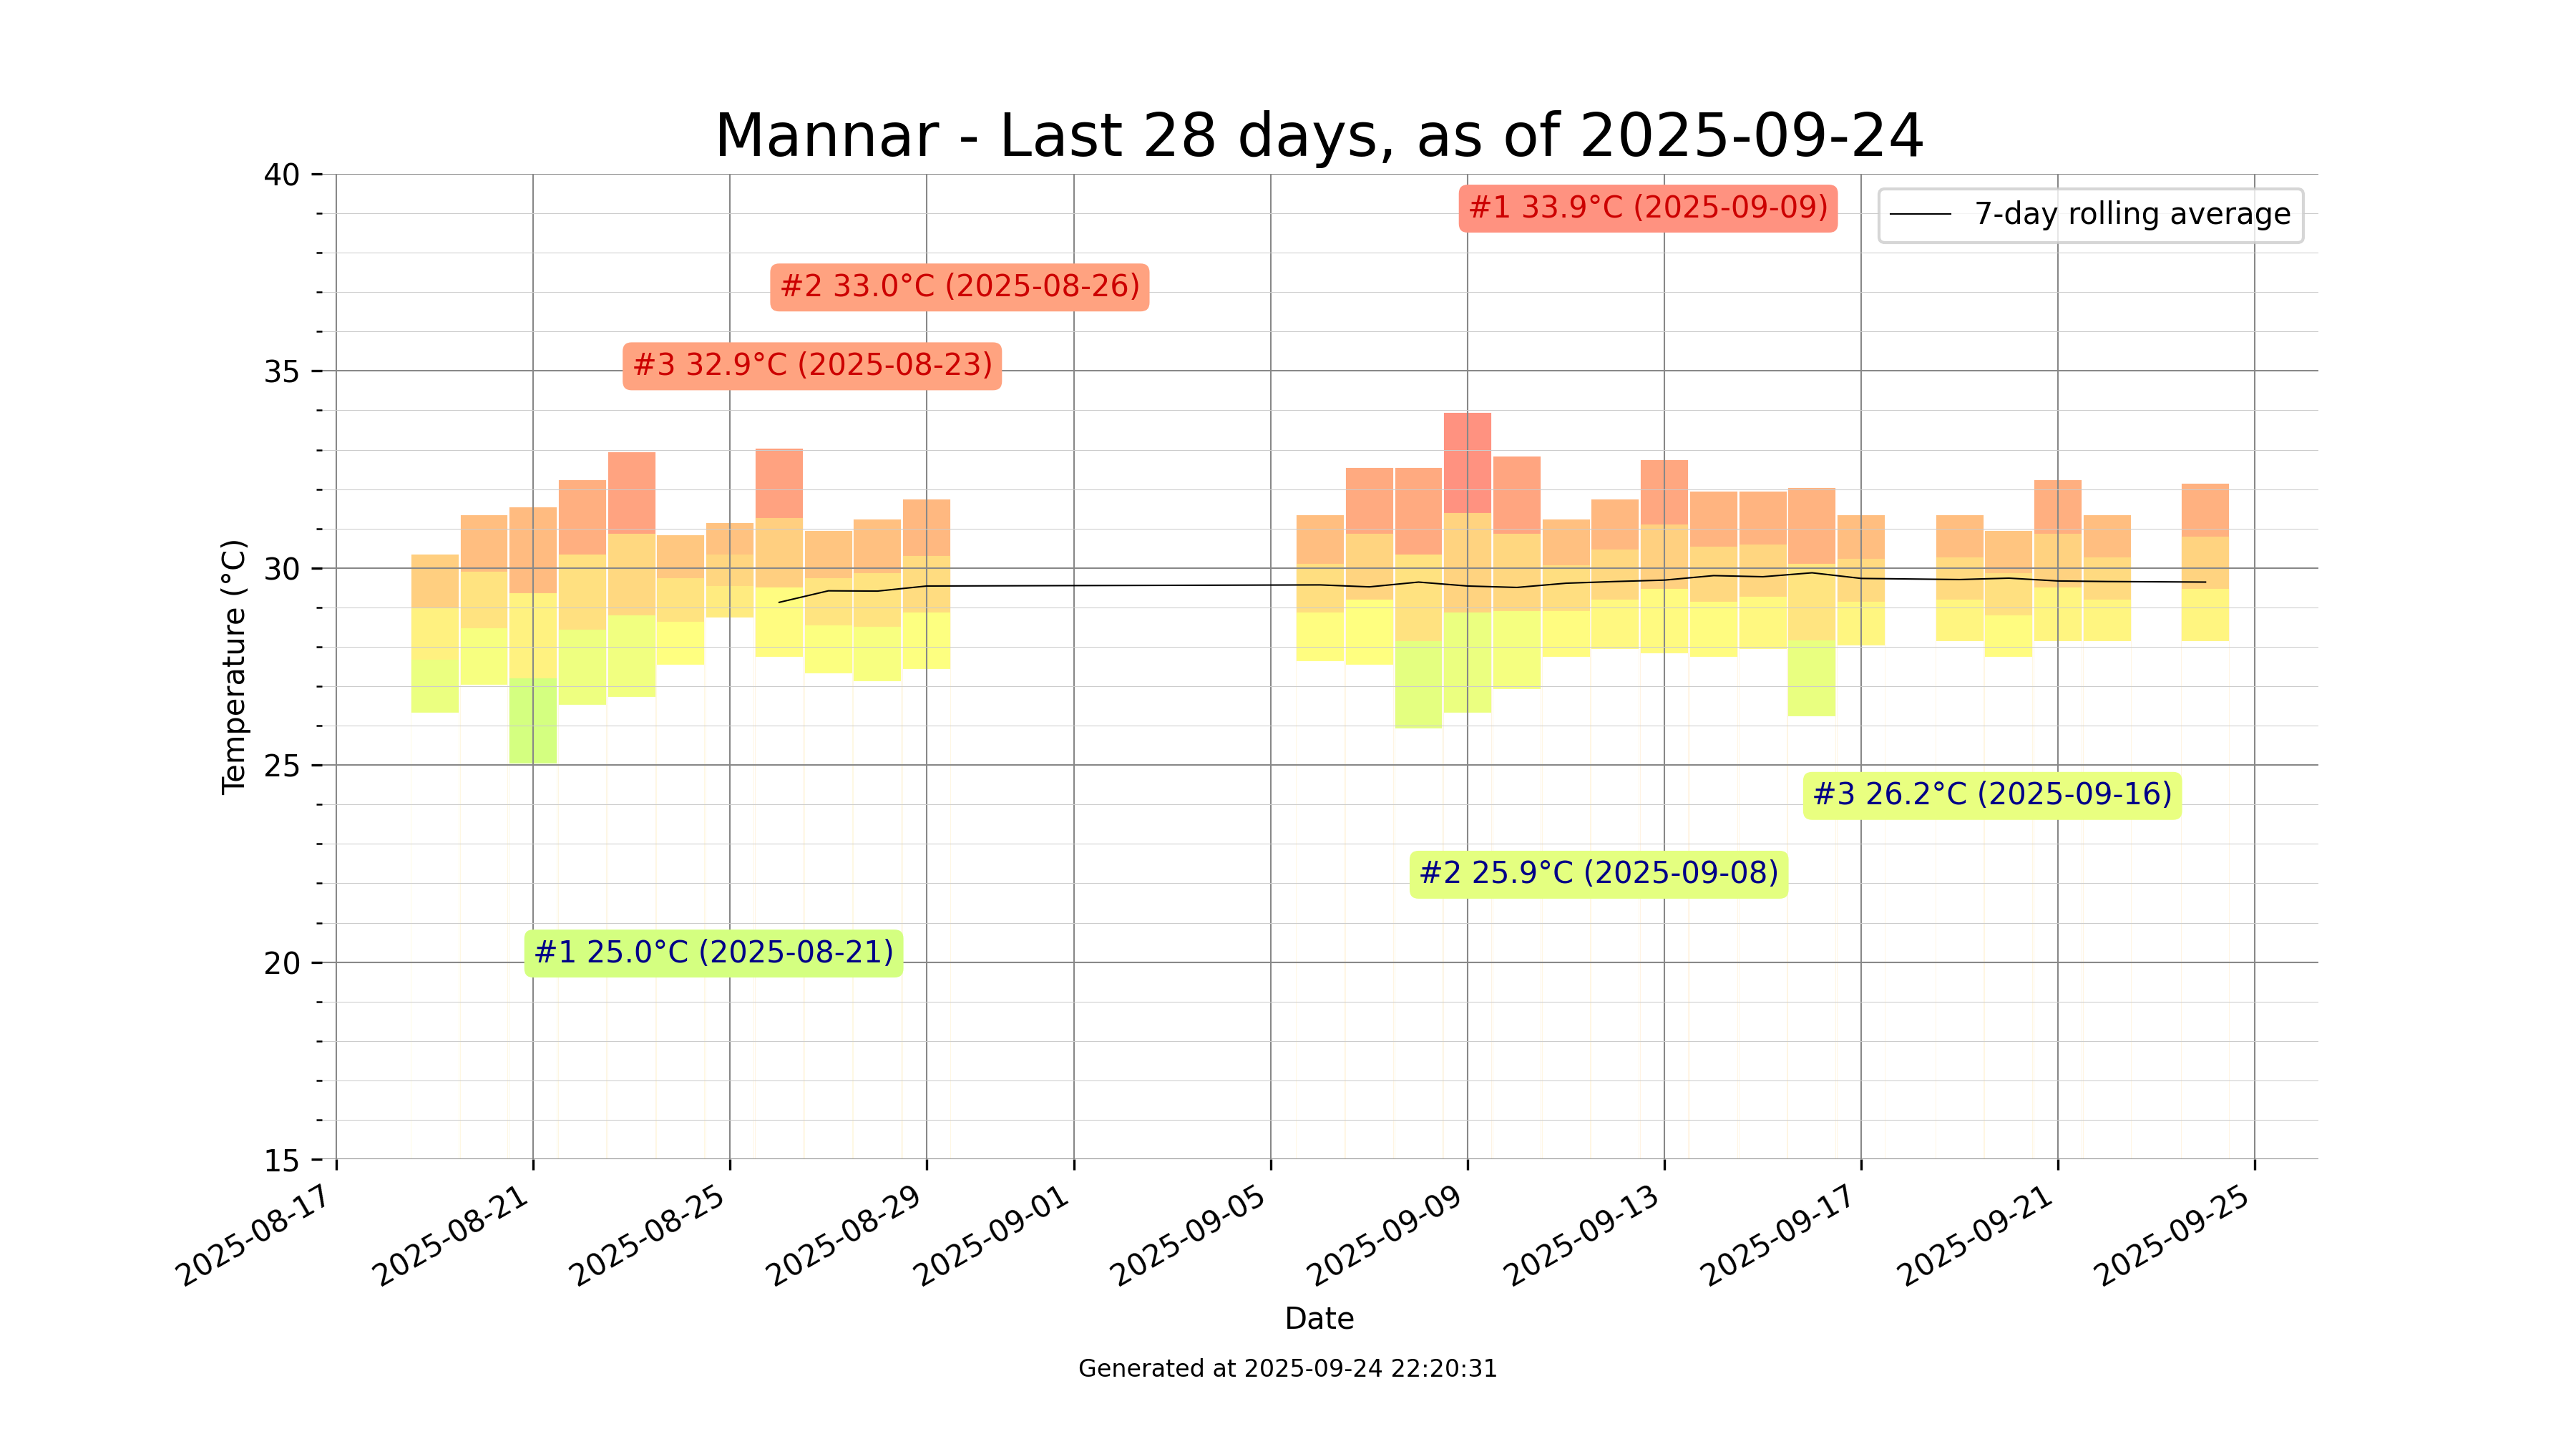 Mannar - Last 28 days, as of 2025-09-24
40
35
30
25
20
15
Temperature (°C)
#1 33.9°C (2025-09-09)
7-day rolling average
#2 33.0°C (2025-08-26)
#3 32.9°C (2025-08-23)
#3 26.2°C (2025-09-16)
#2 25.9°C (2025-09-08)
#1 25.0°C (2025-08-21)
2025-08-17
2025-08-21
2025-08-25
2025-08-29
2025-09-01
2025-09-05
2025-09-09
2025-09-13
2025-09-17
2025-09-21
2025-09-25
Date
Generated at 2025-09-24 22:20:31